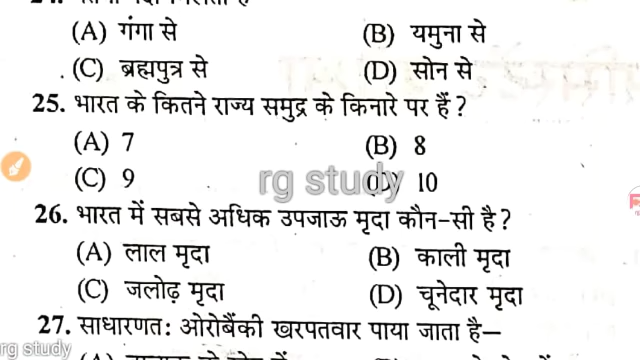 (A) गंगा से (B) यमुना से
(C) ब्रह्मपुत्र से (D) सोन से
25. भारत के कितने राज्य समुद्र के किनारे पर हैं?
(A) 7 (B) 8
(C) 9 (D) 10
rg study
26. भारत में सबसे अधिक उपजाऊ मृदा कौन-सी है?
(A) लाल मृदा (B) काली मृदा
(C) जलोढ़ मृदा (D) चूनेदार मृदा
27. साधारणतः ओरोबैंकी खरपतवार पाया जाता है—
rg study